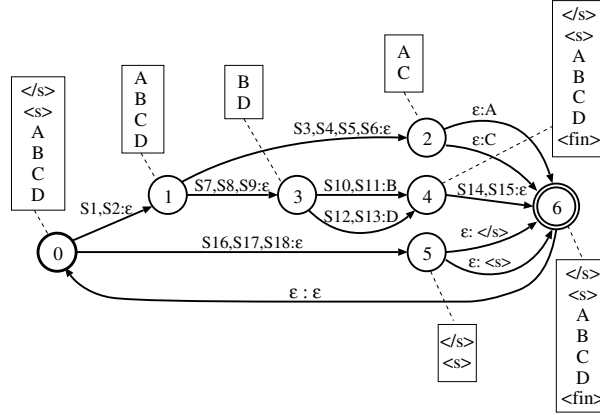 </s>
<s>
A
B
C
D
<fin>
A
C
</s>
<s>
A
B
C
D
A
B
C
D
B
D
S3,S4,S5,S6:ε
2
ε:A
ε:C
S1,S2:ε
1
S7,S8,S9:ε
3
S10,S11:B
S12,S13:D
4
S14,S15:ε
6
0
S16,S17,S18:ε
5
ε: </s>
ε: <s>
ε : ε
</s>
<s>
</s>
<s>
A
B
C
D
<fin>